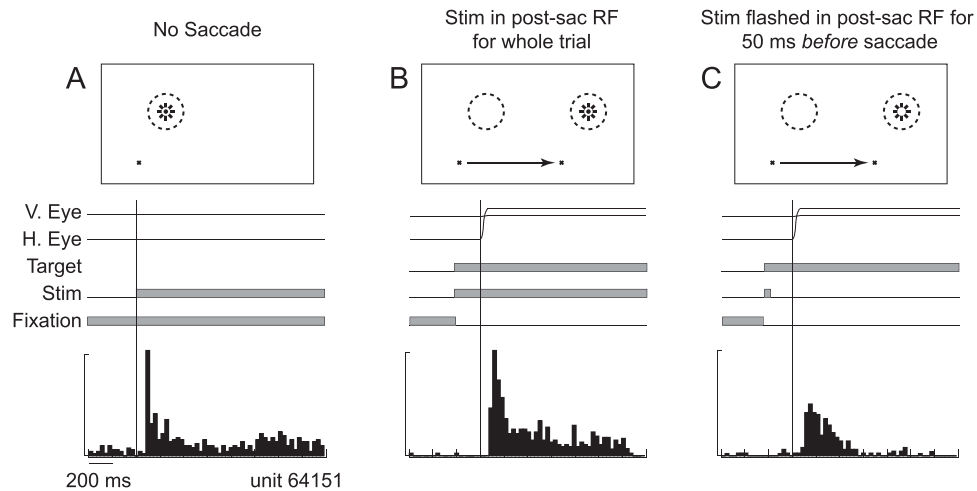 No Saccade
Stim in post-sac RF
for whole trial
Stim flashed in post-sac RF for
50 ms before saccade
A
B
C
V. Eye
H. Eye
Target
Stim
Fixation
200 ms
unit 64151